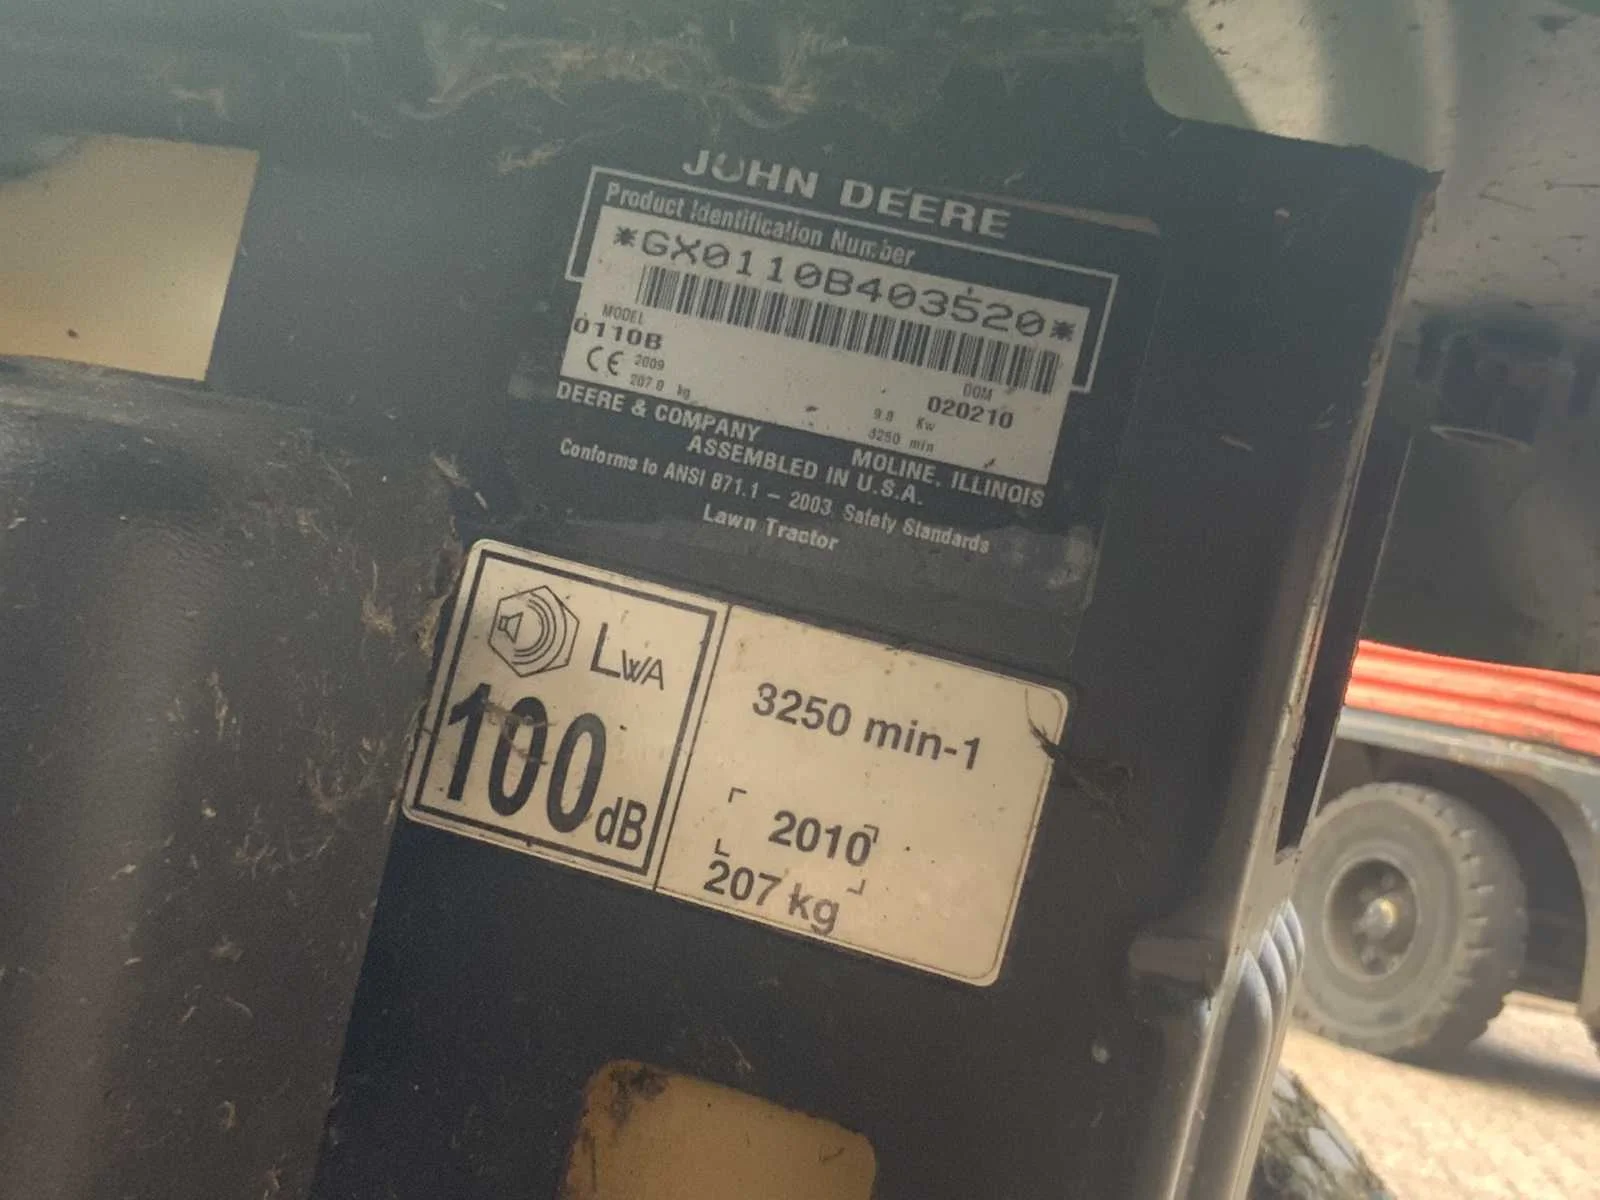 JOHN DEERE
Product Identification Number
*GX0110B403520*
MODEL
0110B
DOM
020210
CE 2009
207.0 kg
9.8 Kw
3250 min
DEERE & COMPANY MOLINE, ILLINOIS
ASSEMBLED IN U.S.A.
Conforms to ANSI B71.1 – 2003 Safety Standards
Lawn Tractor
LWA
100 dB
3250 min-1
2010
207 kg